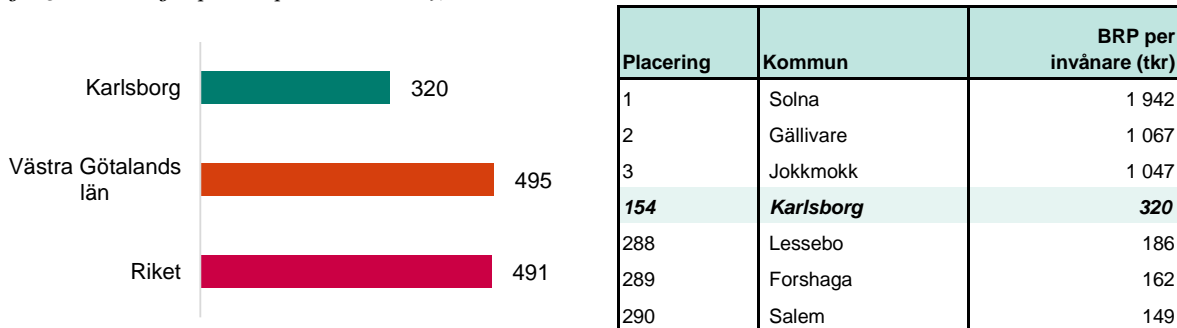 Karlsborg 320
Västra Götalands
län
495
Riket 491
BRP per
Placering Kommun invånare (tkr)
1 Solna 1 942
2 Gällivare 1 067
3 Jokkmokk 1 047
154 Karlsborg 320
288 Lessebo 186
289 Forshaga 162
290 Salem 149